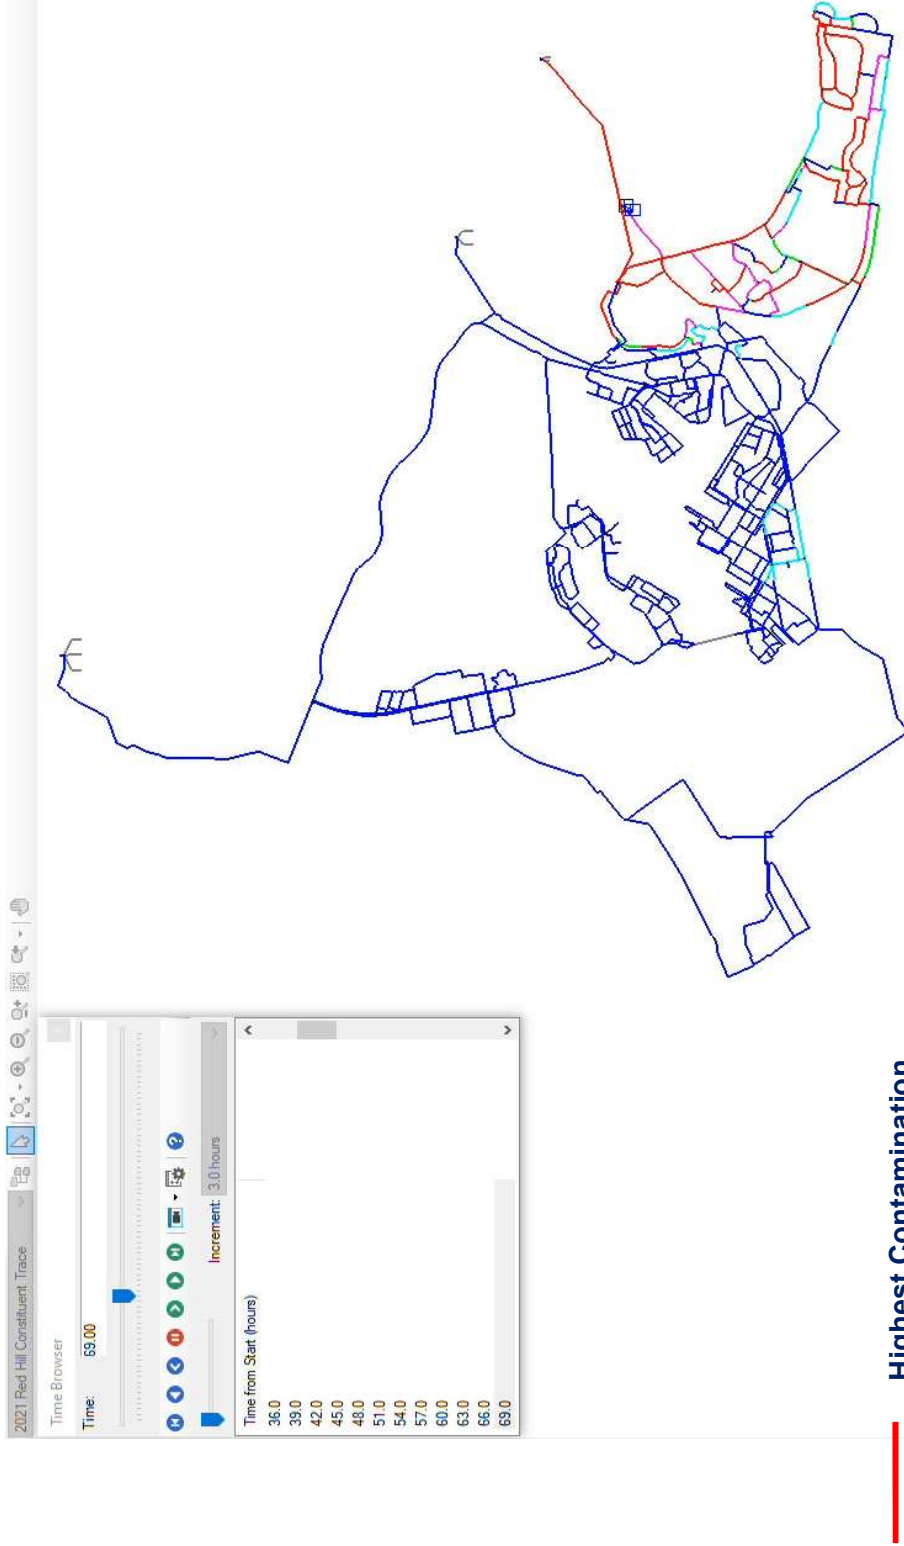 2021 Red Hill Constituent Trace
Time Browser
Time: 69.00
Increment: 3.0 hours
Time from Start (hours)
36.0
39.0
42.0
45.0
48.0
51.0
54.0
57.0
60.0
63.0
66.0
69.0
Highest Contamination